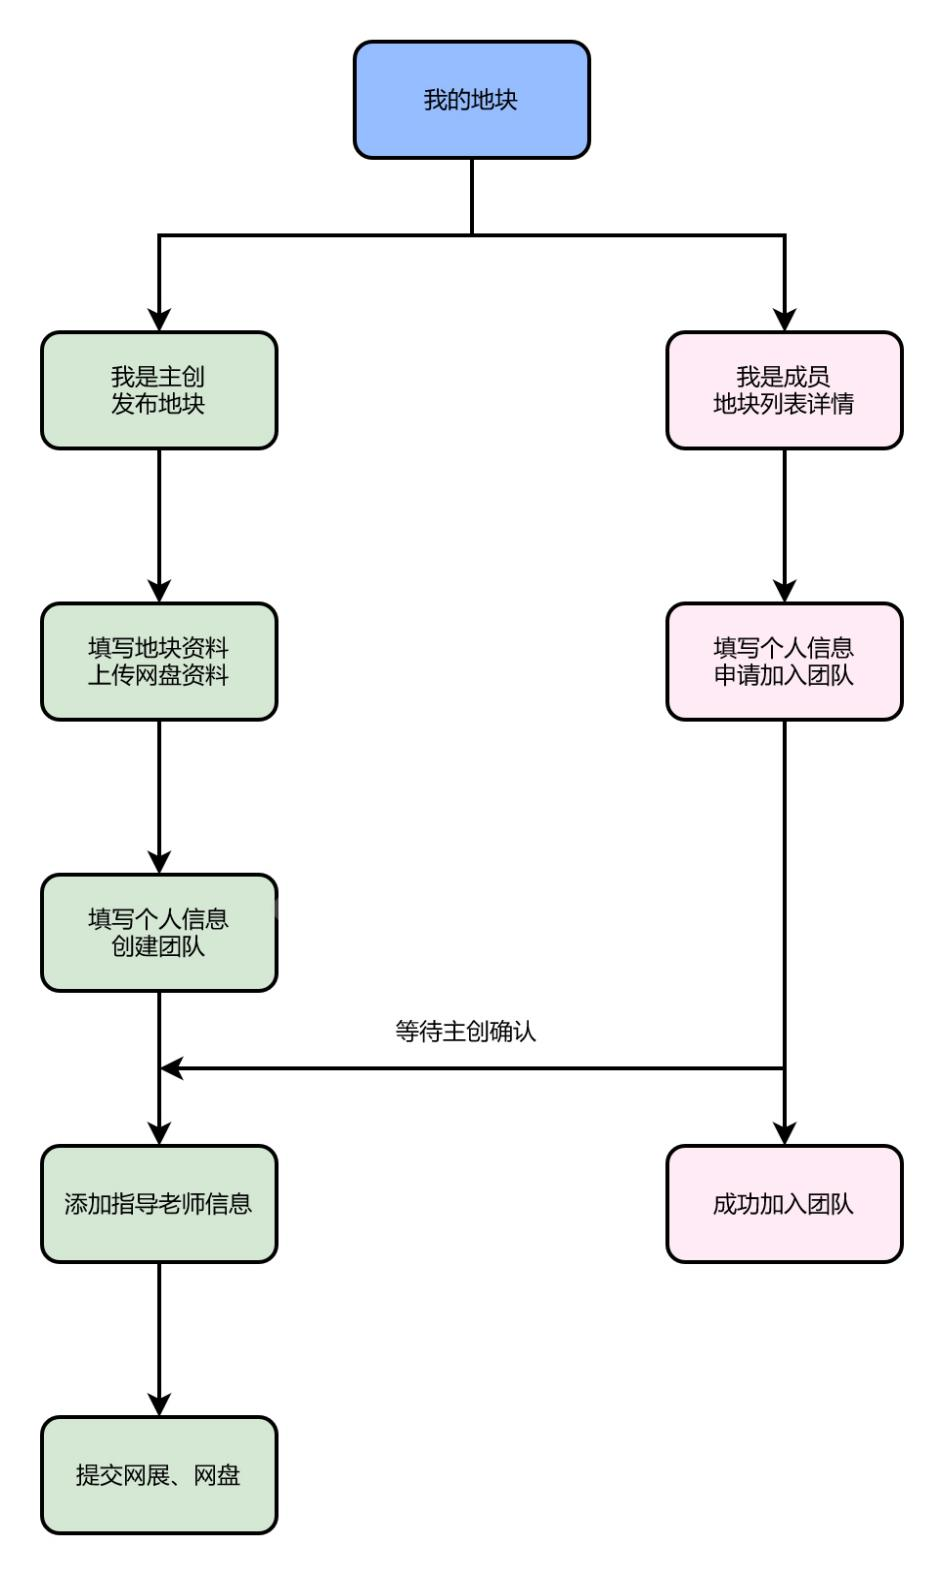 我的地块
我是主创
发布地块
我是成员
地块列表详情
填写地块资料
上传网盘资料
填写个人信息
申请加入团队
填写个人信息
创建团队
等待主创确认
添加指导老师信息
成功加入团队
提交网展、网盘